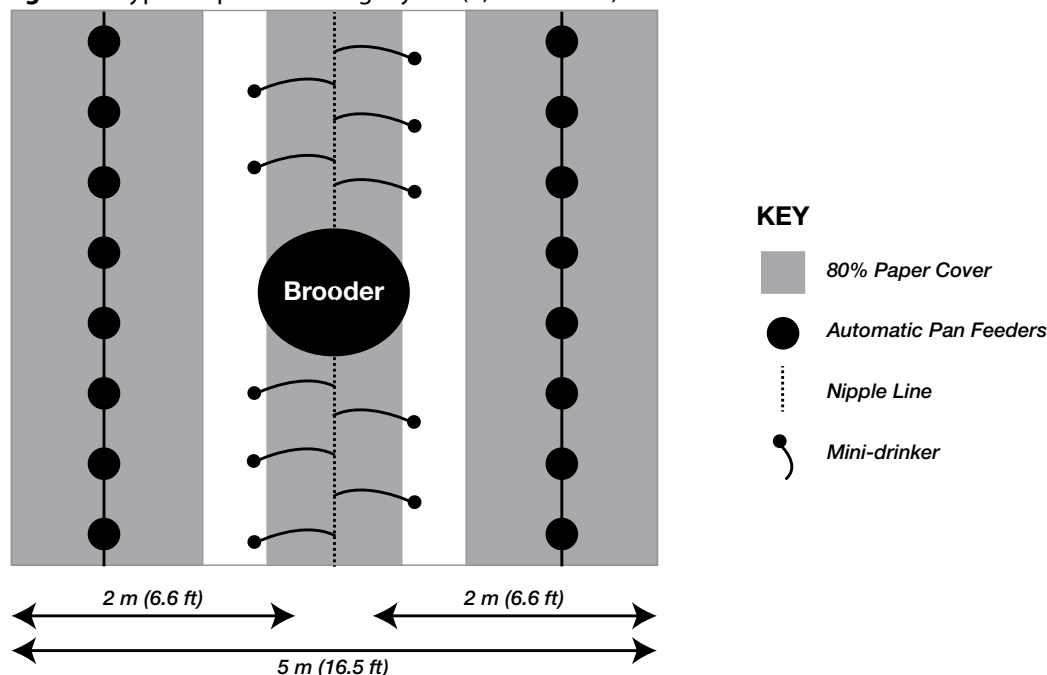 Brooder
KEY
80% Paper Cover
Automatic Pan Feeders
Nipple Line
Mini-drinker
2 m (6.6 ft)
2 m (6.6 ft)
5 m (16.5 ft)